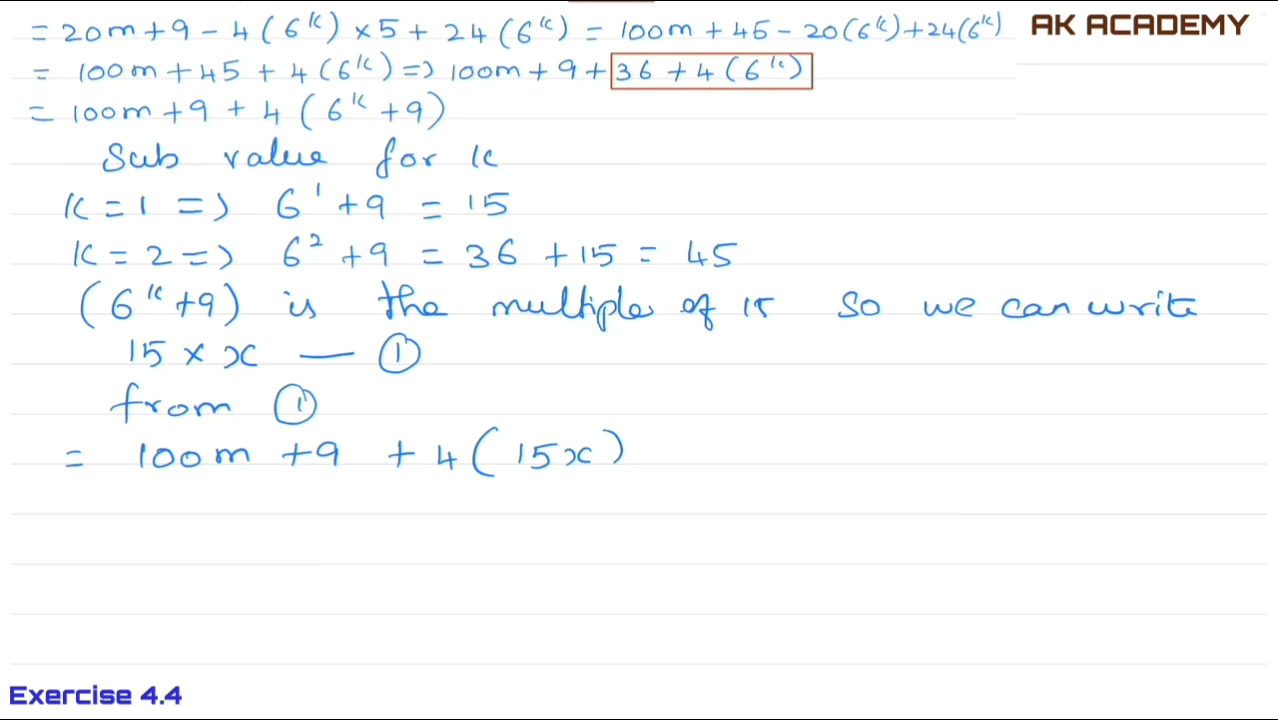 = 20m + 9 - 4 ( 6^k ) × 5 + 24 ( 6^k ) = 100m + 45 - 20 ( 6^k ) + 24 ( 6^k )
AK ACADEMY
= 100m + 45 + 4 ( 6^k ) => 100m + 9 + 36 + 4 ( 6^k )
= 100m + 9 + 4 ( 6^k + 9 )
Sub value for k
k = 1 => 6^1 + 9 = 15
k = 2 => 6^2 + 9 = 36 + 15 = 45
( 6^k + 9 ) is the multiple of 15 so we can write
15 × x — ①
from ①
= 100m + 9 + 4 ( 15x )
Exercise 4.4